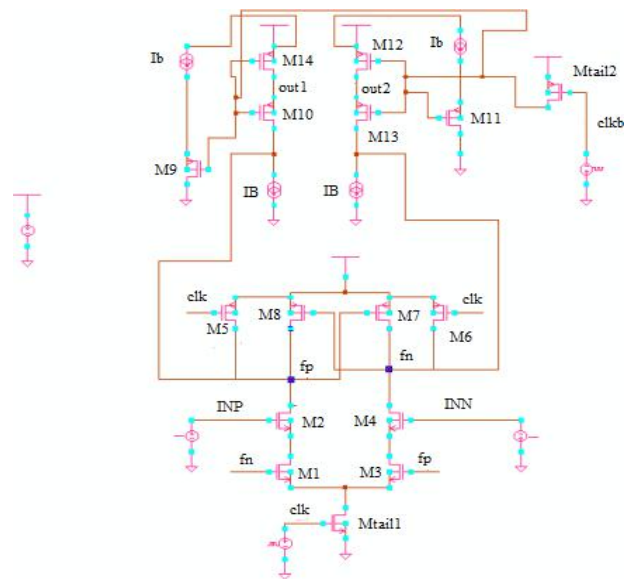 Ib
M14
M12
Ib
Mtail2
out1
out2
M10
M11
clkb
M13
M9
IB
IB
clk
M5
M8
M7
M6
clk
fp
fn
INP
M2
M4
INN
fn
M1
M3
fp
clk
Mtail1